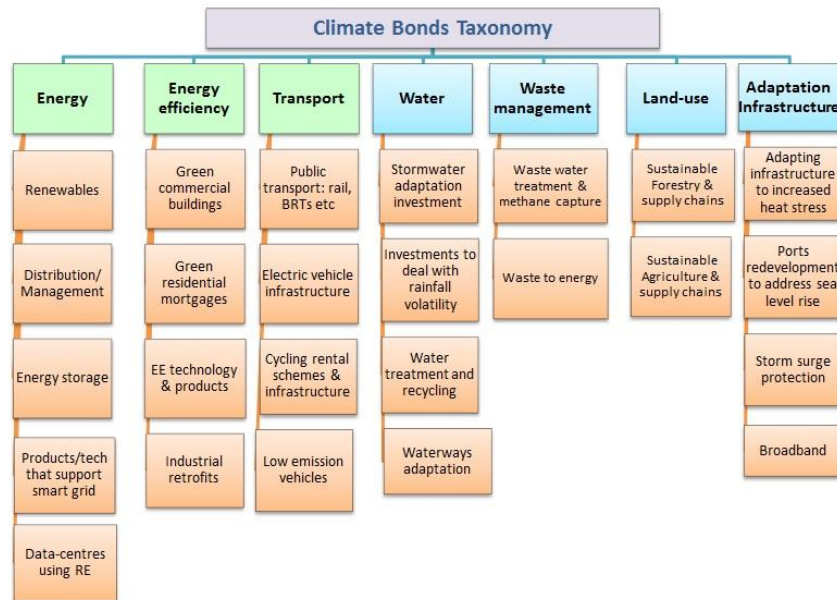 Climate Bonds Taxonomy
Energy
Renewables
Distribution/
Management
Energy storage
Products/tech
that support
smart grid
Data-centres
using RE
Energy
efficiency
Green
commercial
buildings
Green
residential
mortgages
EE technology
& products
Industrial
retrofits
Transport
Public
transport: rail,
BRTs etc
Electric vehicle
infrastructure
Cycling rental
schemes &
infrastructure
Low emission
vehicles
Water
Stormwater
adaptation
investment
Investments to
deal with
rainfall
volatility
Water
treatment and
recycling
Waterways
adaptation
Waste
management
Waste water
treatment &
methane capture
Waste to energy
Land-use
Sustainable
Forestry &
supply chains
Sustainable
Agriculture &
supply chains
Adaptation
Infrastructure
Adapting
infrastructure
to increased
heat stress
Ports
redevelopment
to address sea
level rise
Storm surge
protection
Broadband